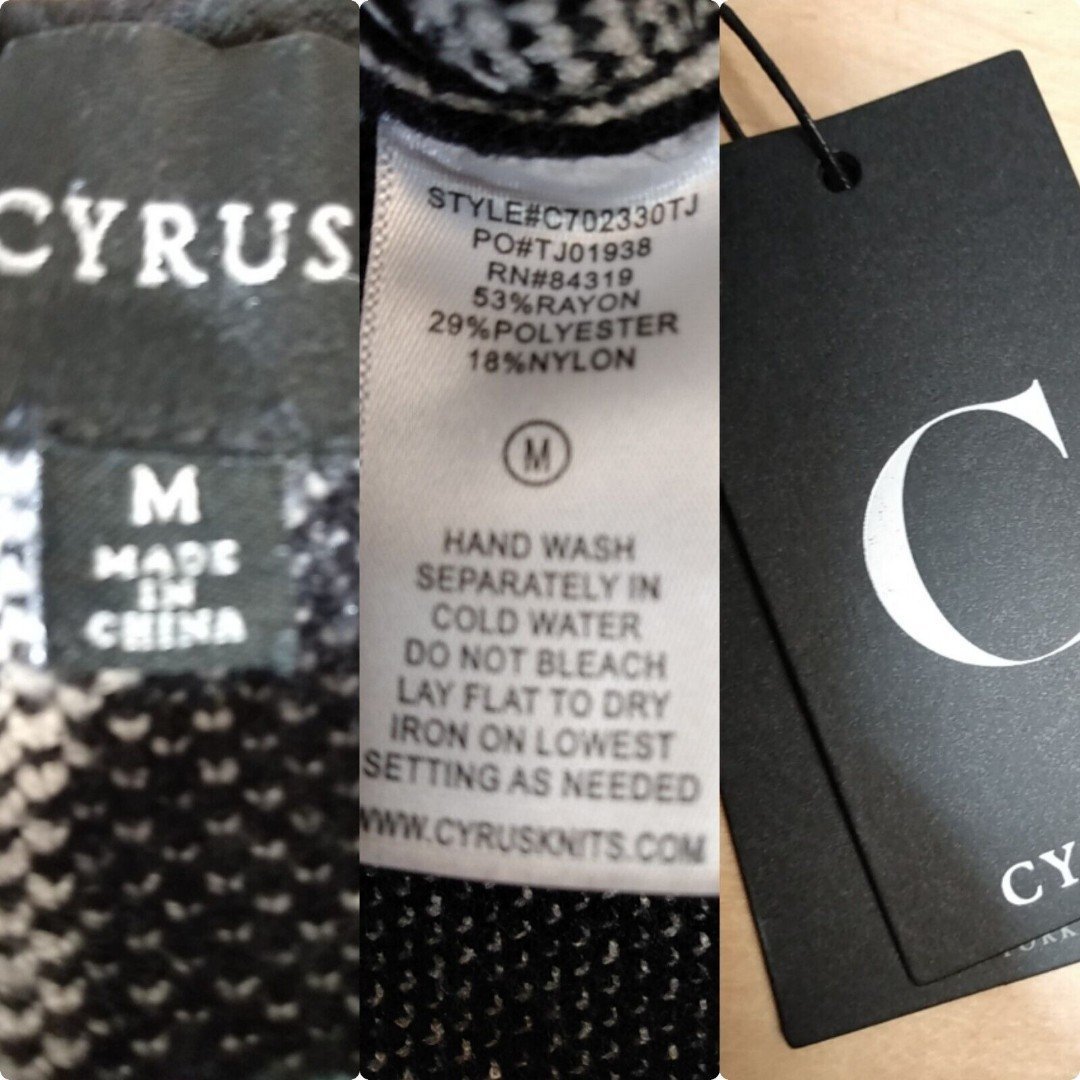 CYRUS
M
MADE
IN
CHINA
STYLE#C702330TJ
PO#TJ01938
RN#84319
53%RAYON
29%POLYESTER
18%NYLON
M
HAND WASH
SEPARATELY IN
COLD WATER
DO NOT BLEACH
LAY FLAT TO DRY
IRON ON LOWEST
SETTING AS NEEDED
WWW.CYRUSKNITS.COM
C
CY